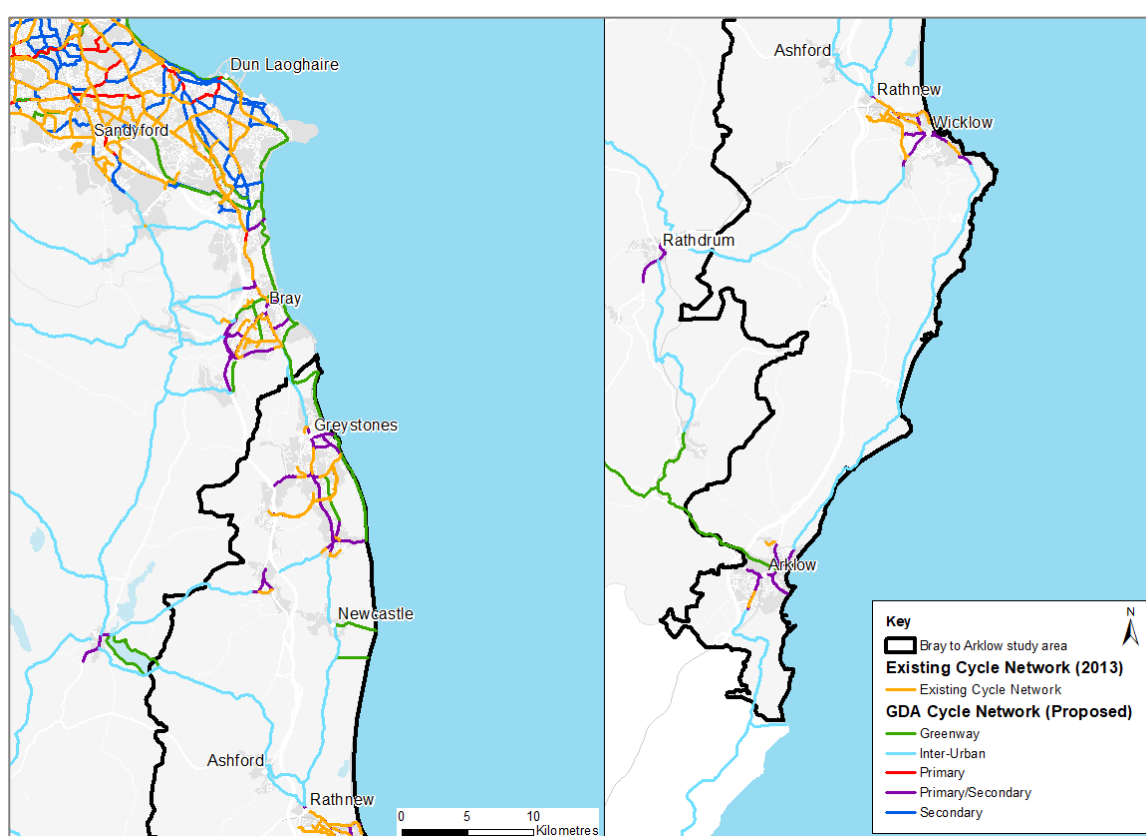 Dun Laoghaire
Sandyford
Bray
Greystones
Newcastle
Ashford
Rathnew
0 5 10
Kilometres
Ashford
Rathnew
Wicklow
Rathdrum
Arklow
N
Key
Bray to Arklow study area
Existing Cycle Network (2013)
Existing Cycle Network
GDA Cycle Network (Proposed)
Greenway
Inter-Urban
Primary
Primary/Secondary
Secondary